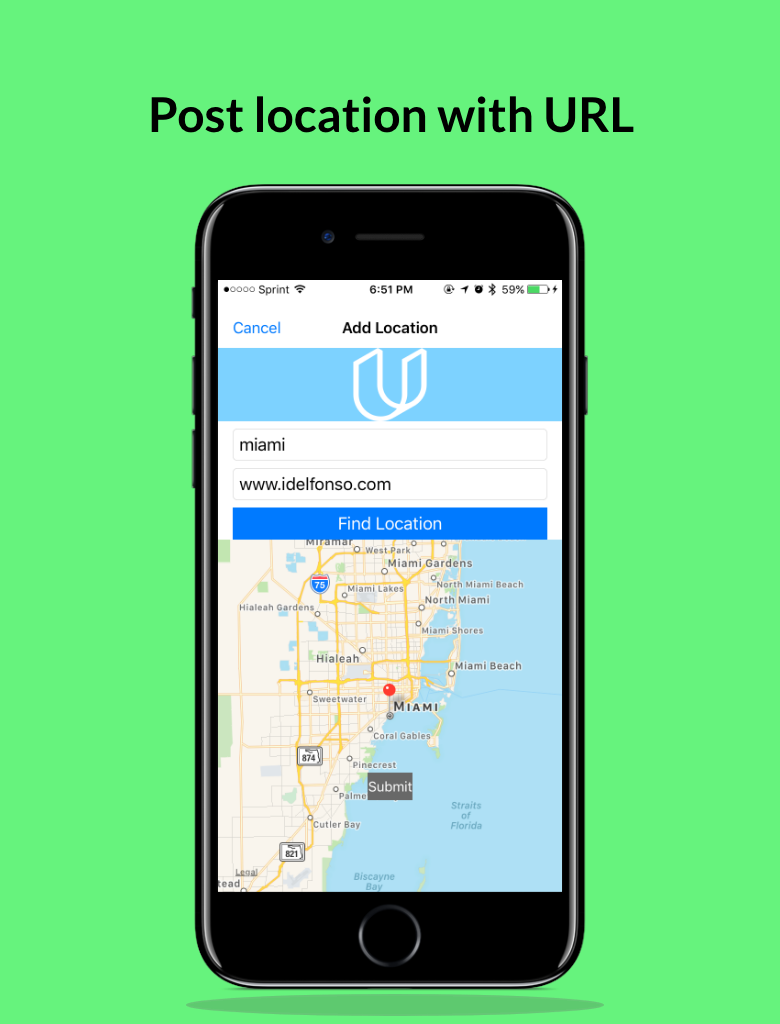 Post location with URL
Sprint 6:51 PM 59%
Cancel Add Location
miami
www.idelfonso.com
Find Location
Miramar
West Park
Miami Gardens
75
Miami Lakes
North Miami Beach
Hialeah Gardens
North Miami
Miami Shores
Hialeah
Miami Beach
Sweetwater
MIAMI
Coral Gables
874
Pinecrest
Submit
Palme
Straits
of
Florida
Cutler Bay
821
Legal
Biscayne
Bay
tead